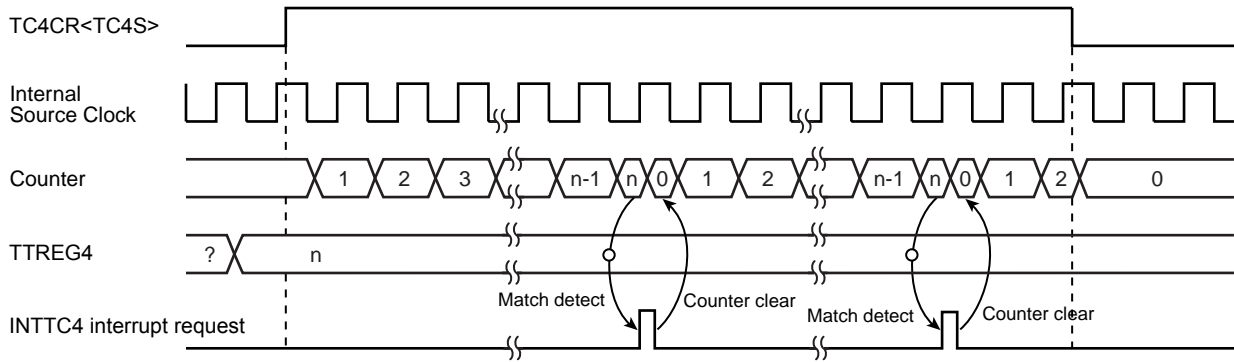 TC4CR<TC4S>
Internal
Source Clock
Counter
1 2 3 n-1 n 0 1 2 n-1 n 0 1 2 0
TTREG4
? n
Match detect Counter clear Match detect Counter clear
INTTC4 interrupt request